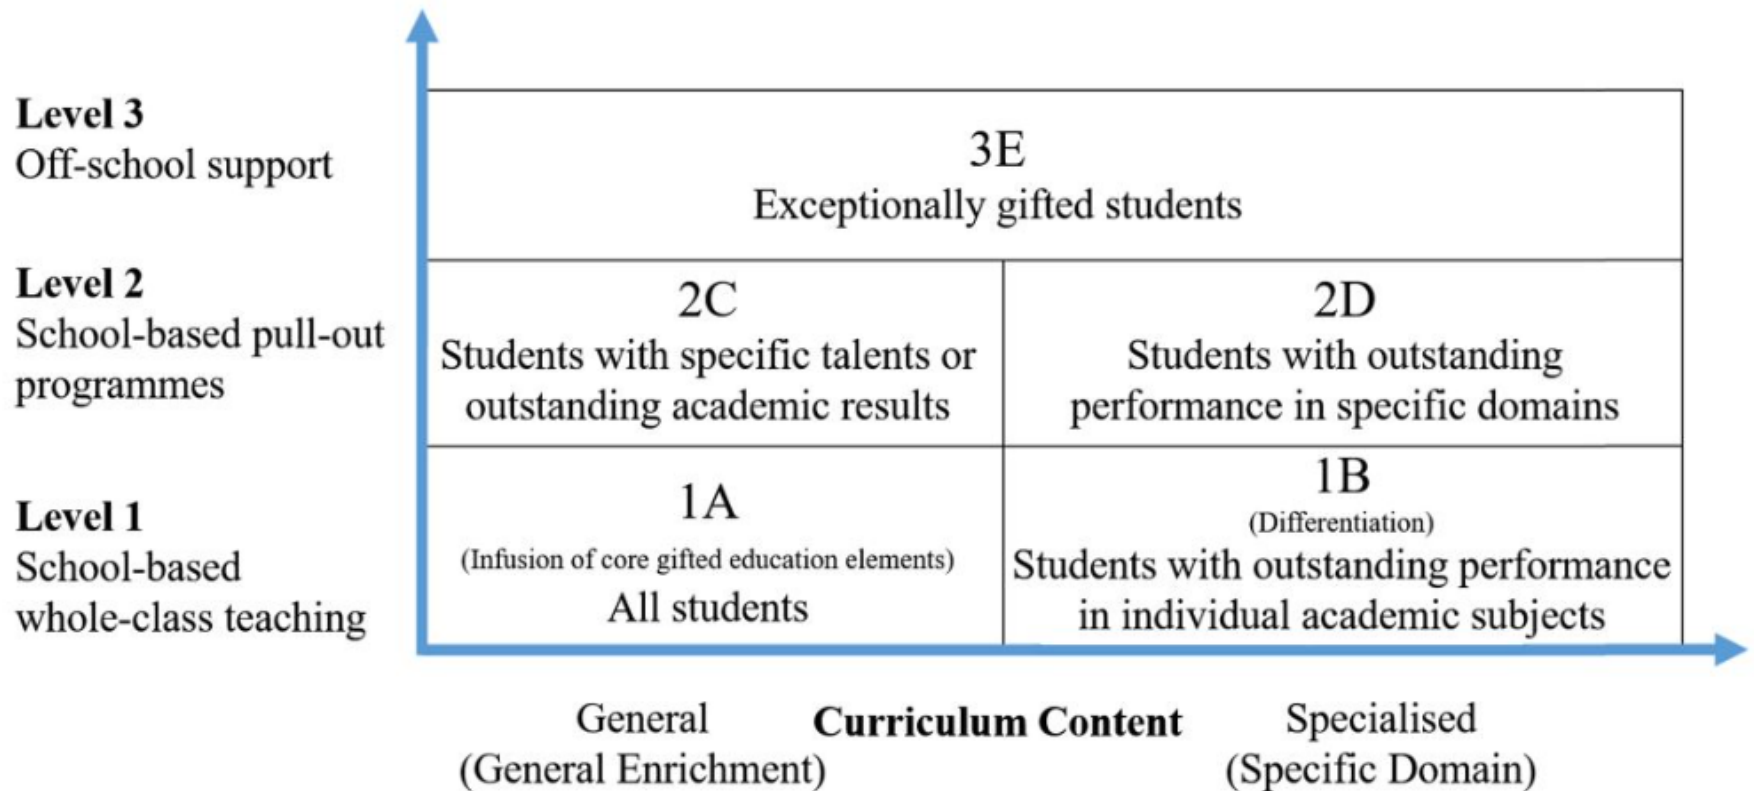 Level 3
Off-school support
3E
Exceptionally gifted students
Level 2
School-based pull-out
programmes
2C
Students with specific talents or
outstanding academic results
2D
Students with outstanding
performance in specific domains
Level 1
School-based
whole-class teaching
1A
(Infusion of core gifted education elements)
All students
1B
(Differentiation)
Students with outstanding performance
in individual academic subjects
General
(General Enrichment)
Curriculum Content
Specialised
(Specific Domain)